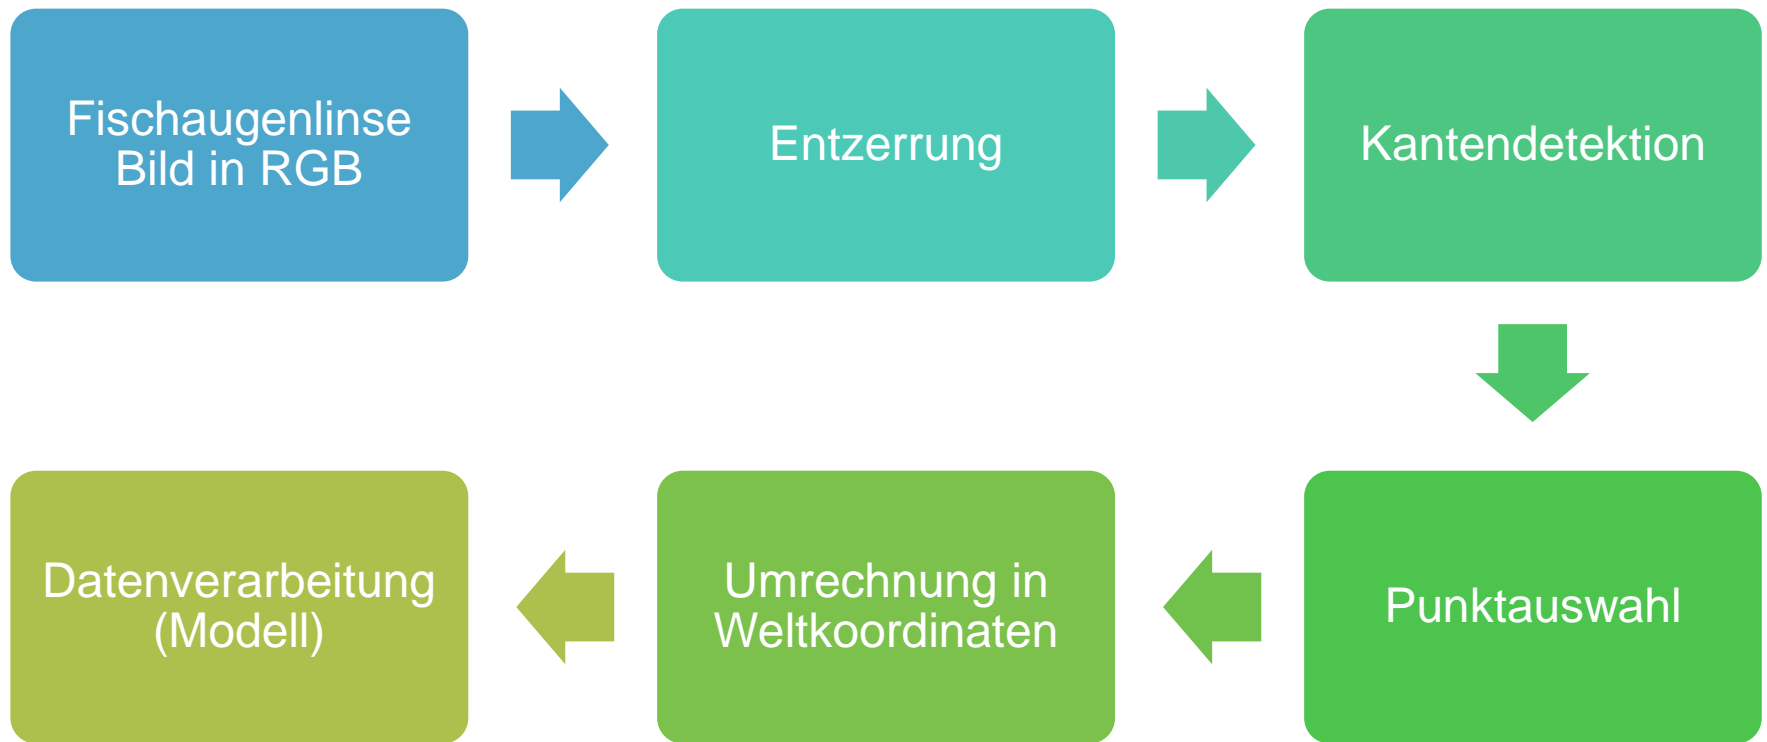 Fischaugenlinse
Bild in RGB
Entzerrung
Kantendetektion
Punktauswahl
Umrechnung in
Weltkoordinaten
Datenverarbeitung
(Modell)